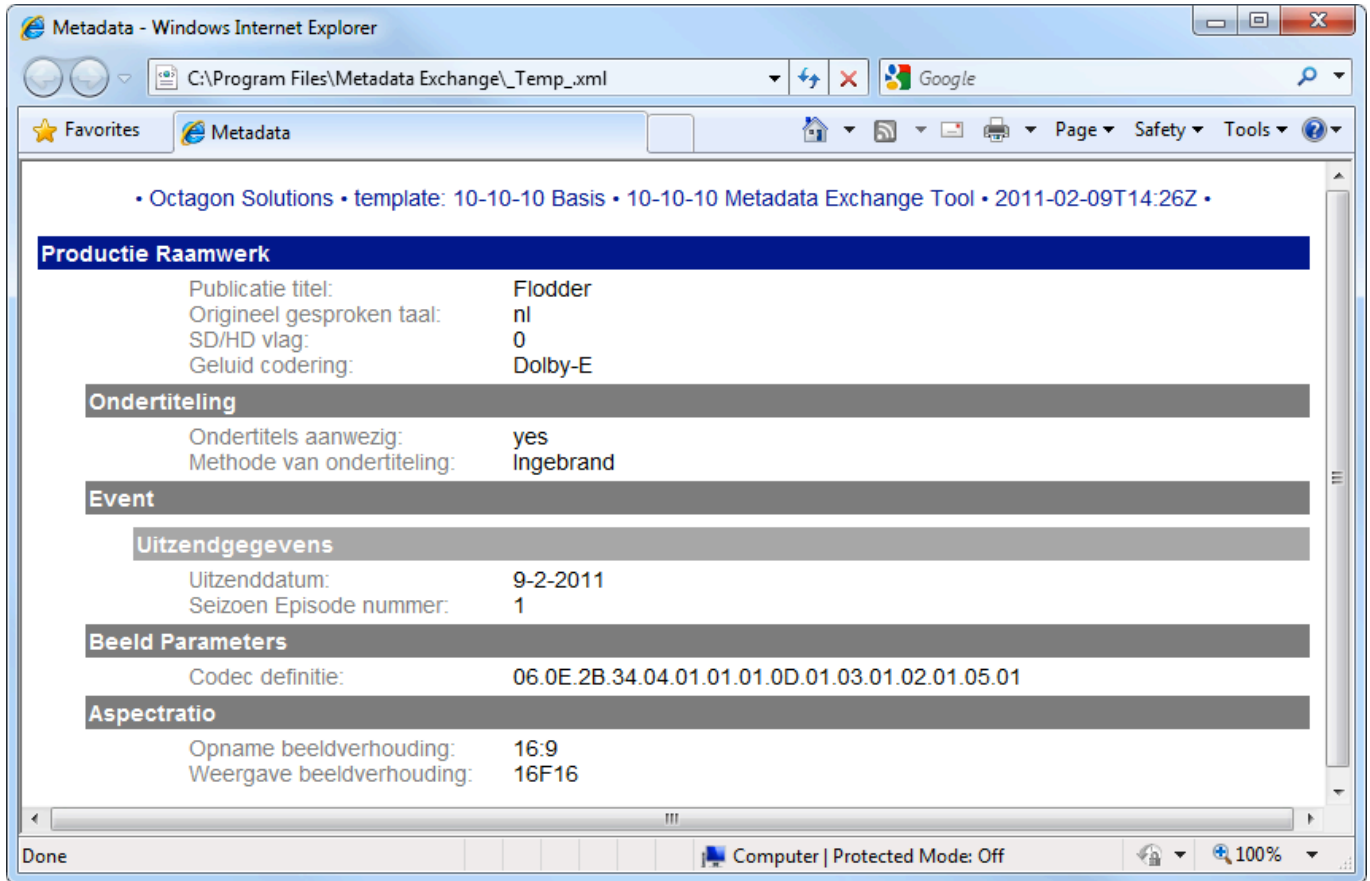 Metadata - Windows Internet Explorer
C:\Program Files\Metadata Exchange\_Temp_.xml
Google
Favorites
Metadata
Page
Safety
Tools
• Octagon Solutions • template: 10-10-10 Basis • 10-10-10 Metadata Exchange Tool • 2011-02-09T14:26Z •
Productie Raamwerk
Publicatie titel: Flodder
Origineel gesproken taal: nl
SD/HD vlag: 0
Geluid codering: Dolby-E
Ondertiteling
Ondertitels aanwezig: yes
Methode van ondertiteling: Ingebrand
Event
Uitzendgegevens
Uitzenddatum: 9-2-2011
Seizoen Episode nummer: 1
Beeld Parameters
Codec definitie: 06.0E.2B.34.04.01.01.01.0D.01.03.01.02.01.05.01
Aspectratio
Opname beeldverhouding: 16:9
Weergave beeldverhouding: 16F16
Done
Computer | Protected Mode: Off
100%